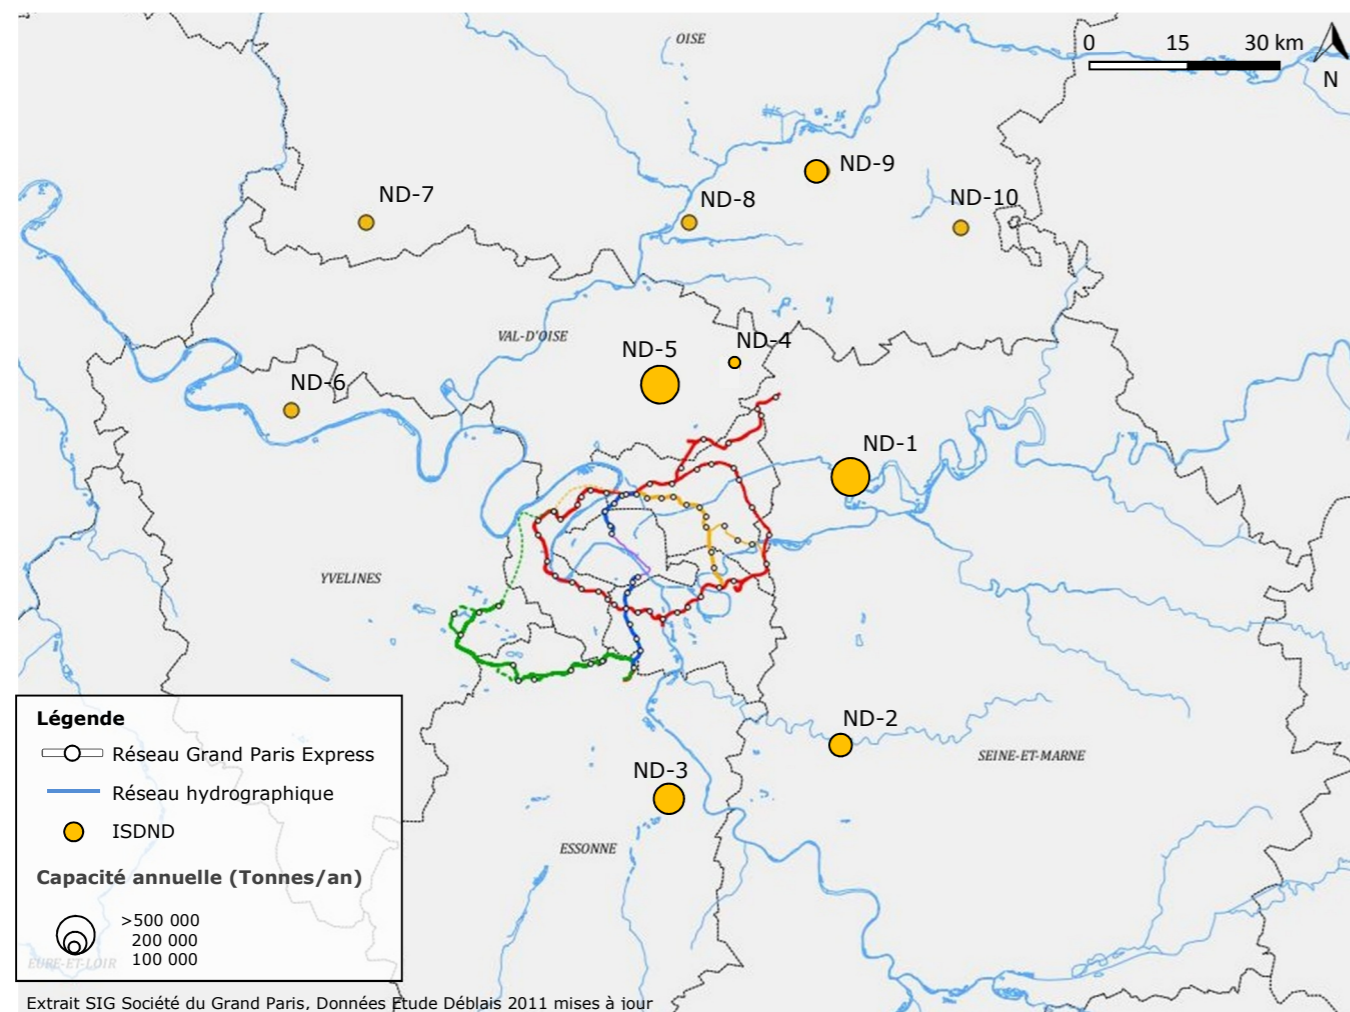 OISE
0 15 30 km
N
ND-9
ND-7
ND-8
ND-10
VAL-D'OISE
ND-4
ND-5
ND-6
ND-1
YVELINES
ND-2
SEINE-ET-MARNE
ND-3
ESSONNE
Légende
Réseau Grand Paris Express
Réseau hydrographique
ISDND
Capacité annuelle (Tonnes/an)
>500 000
200 000
100 000
EURE-ET-LOIR
Extrait SIG Société du Grand Paris, Données Etude Déblais 2011 mises à jour